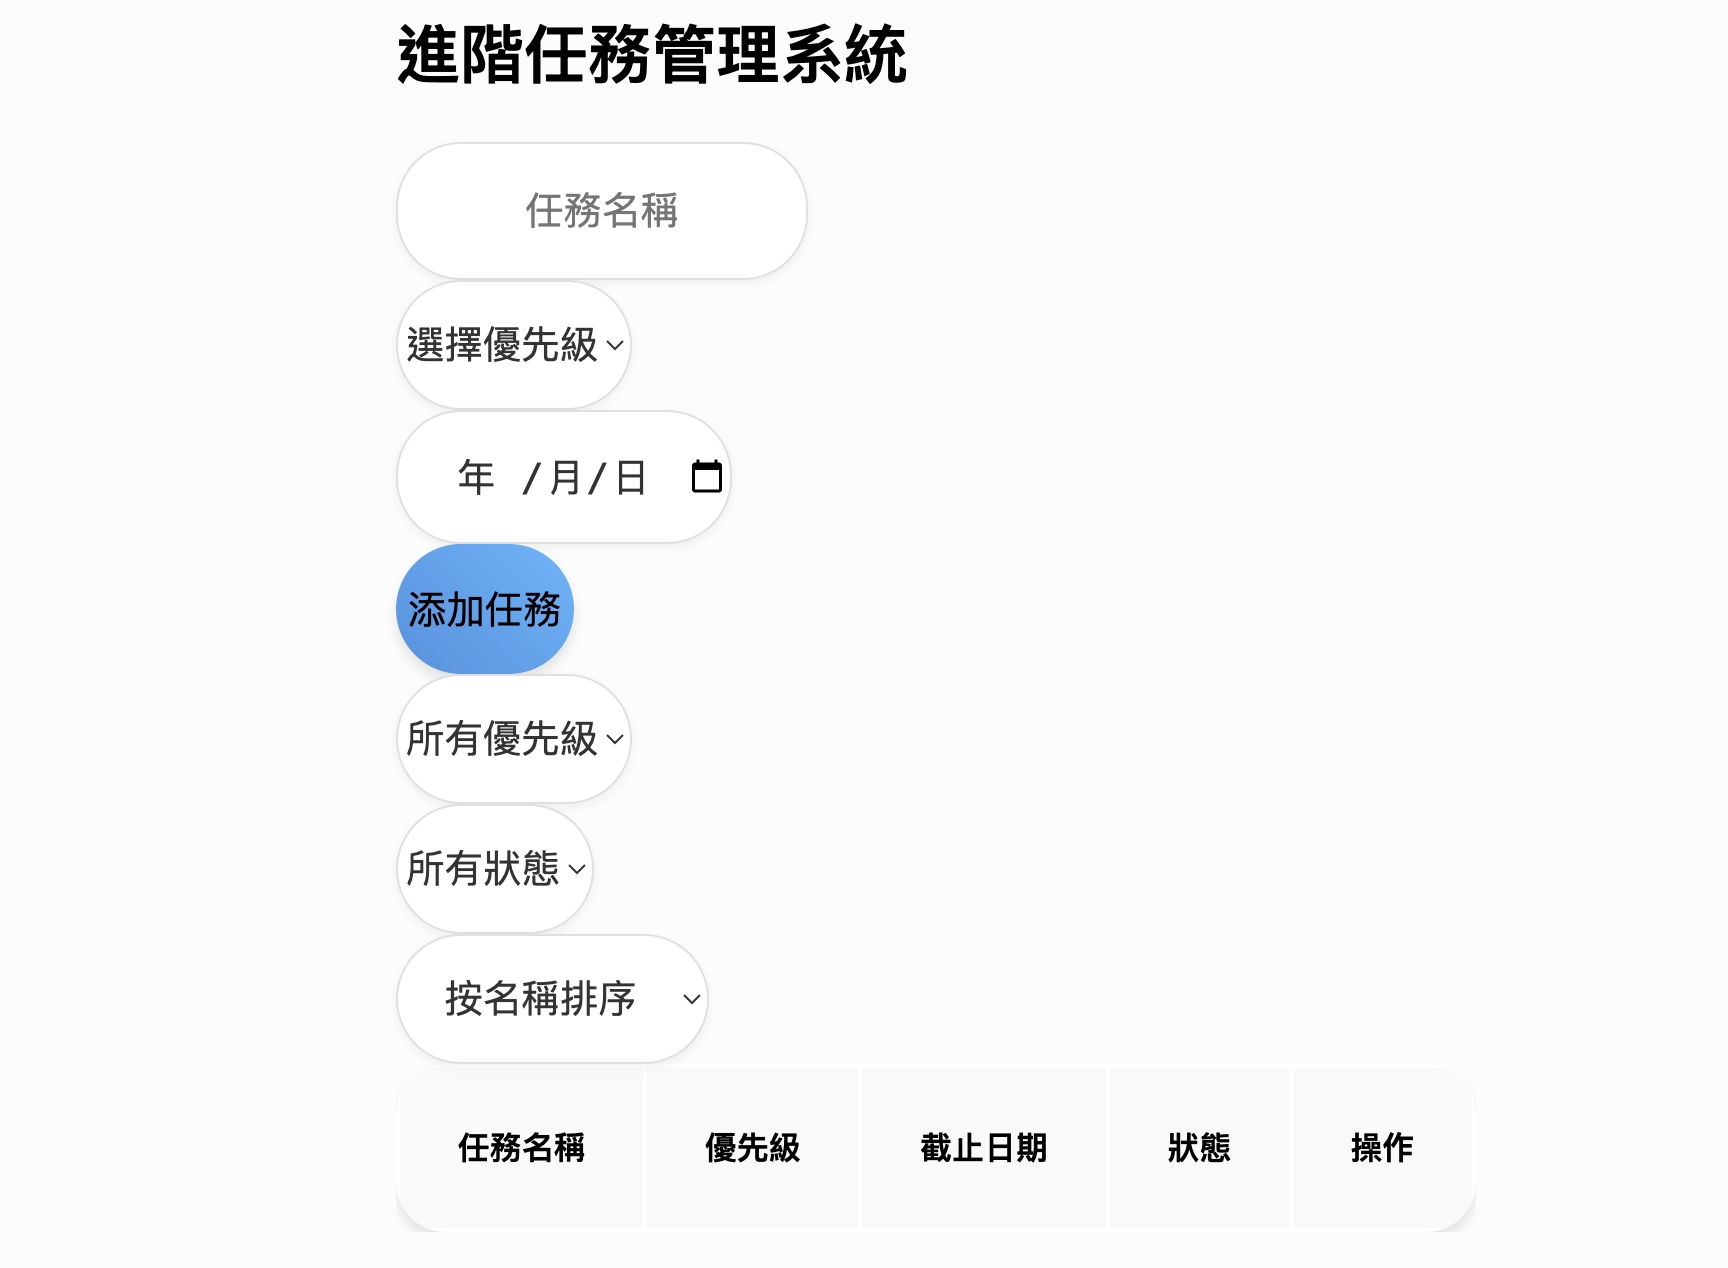 進階任務管理系統
任務名稱
選擇優先級
年 /月/日
添加任務
所有優先級
所有狀態
按名稱排序
任務名稱 優先級 截止日期 狀態 操作